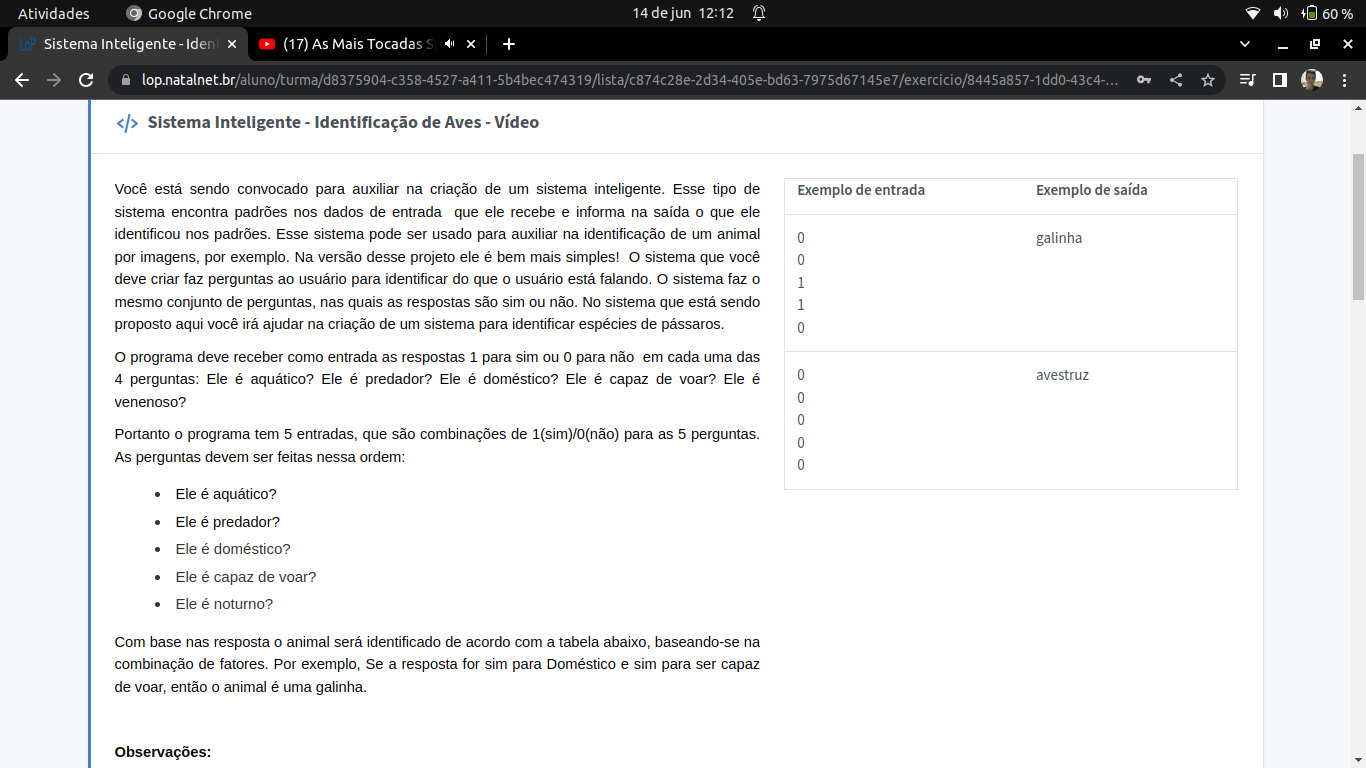 Atividades
Google Chrome
14 de jun 12:12
60 %
Sistema Inteligente - Iden
(17) As Mais Tocadas S
lop.natalnet.br/aluno/turma/d8375904-c358-4527-a411-5b4bec474319/lista/c874c28e-2d34-405e-bd63-7975d67145e7/exercicio/8445a857-1dd0-43c4-...
</> Sistema Inteligente - Identificação de Aves - Vídeo
Você está sendo convocado para auxiliar na criação de um sistema inteligente. Esse tipo de
sistema encontra padrões nos dados de entrada que ele recebe e informa na saída o que ele
identificou nos padrões. Esse sistema pode ser usado para auxiliar na identificação de um animal
por imagens, por exemplo. Na versão desse projeto ele é bem mais simples! O sistema que você
deve criar faz perguntas ao usuário para identificar do que o usuário está falando. O sistema faz o
mesmo conjunto de perguntas, nas quais as respostas são sim ou não. No sistema que está sendo
proposto aqui você irá ajudar na criação de um sistema para identificar espécies de pássaros.
O programa deve receber como entrada as respostas 1 para sim ou 0 para não em cada uma das
4 perguntas: Ele é aquático? Ele é predador? Ele é doméstico? Ele é capaz de voar? Ele é
venenoso?
Portanto o programa tem 5 entradas, que são combinações de 1(sim)/0(não) para as 5 perguntas.
As perguntas devem ser feitas nessa ordem:
• Ele é aquático?
• Ele é predador?
• Ele é doméstico?
• Ele é capaz de voar?
• Ele é noturno?
Com base nas resposta o animal será identificado de acordo com a tabela abaixo, baseando-se na
combinação de fatores. Por exemplo, Se a resposta for sim para Doméstico e sim para ser capaz
de voar, então o animal é uma galinha.
Observações:
Exemplo de entrada
Exemplo de saída
0
galinha
0
1
1
0
0
avestruz
0
0
0
0